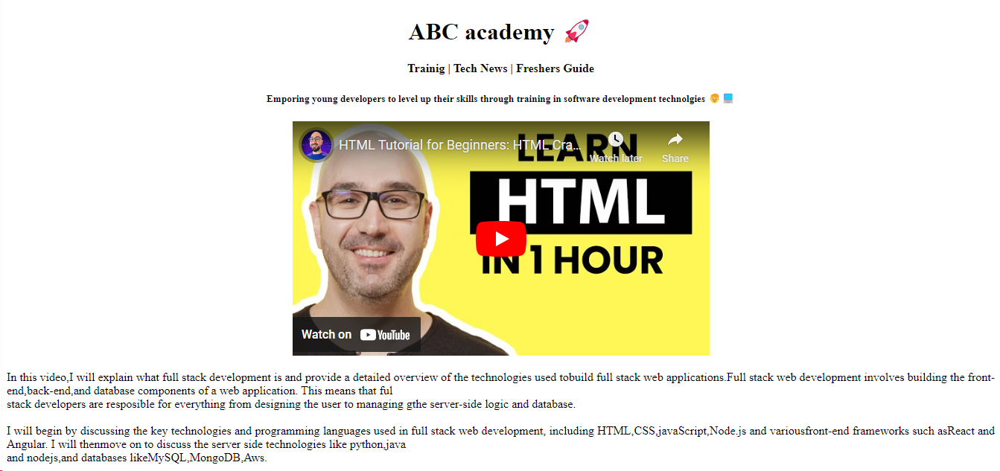 ABC academy 🚀
Trainig | Tech News | Freshers Guide
Emporing young developers to level up their skills through training in software development technolgies 👨‍💻
HTML Tutorial for Beginners: HTML Cra...
Watch later
Share
LEARN
HTML
IN 1 HOUR
Watch on YouTube
In this video,I will explain what full stack development is and provide a detailed overview of the technologies used tobuild full stack web applications.Full stack web development involves building the front-
end,back-end,and database components of a web application. This means that ful
stack developers are resposible for everything from designing the user to managing gthe server-side logic and database.
I will begin by discussing the key technologies and programming languages used in full stack web development, including HTML,CSS,javaScript,Node.js and variousfront-end frameworks such asReact and
Angular. I will thenmove on to discuss the server side technologies like python,java
and nodejs,and databases likeMySQL,MongoDB,Aws.